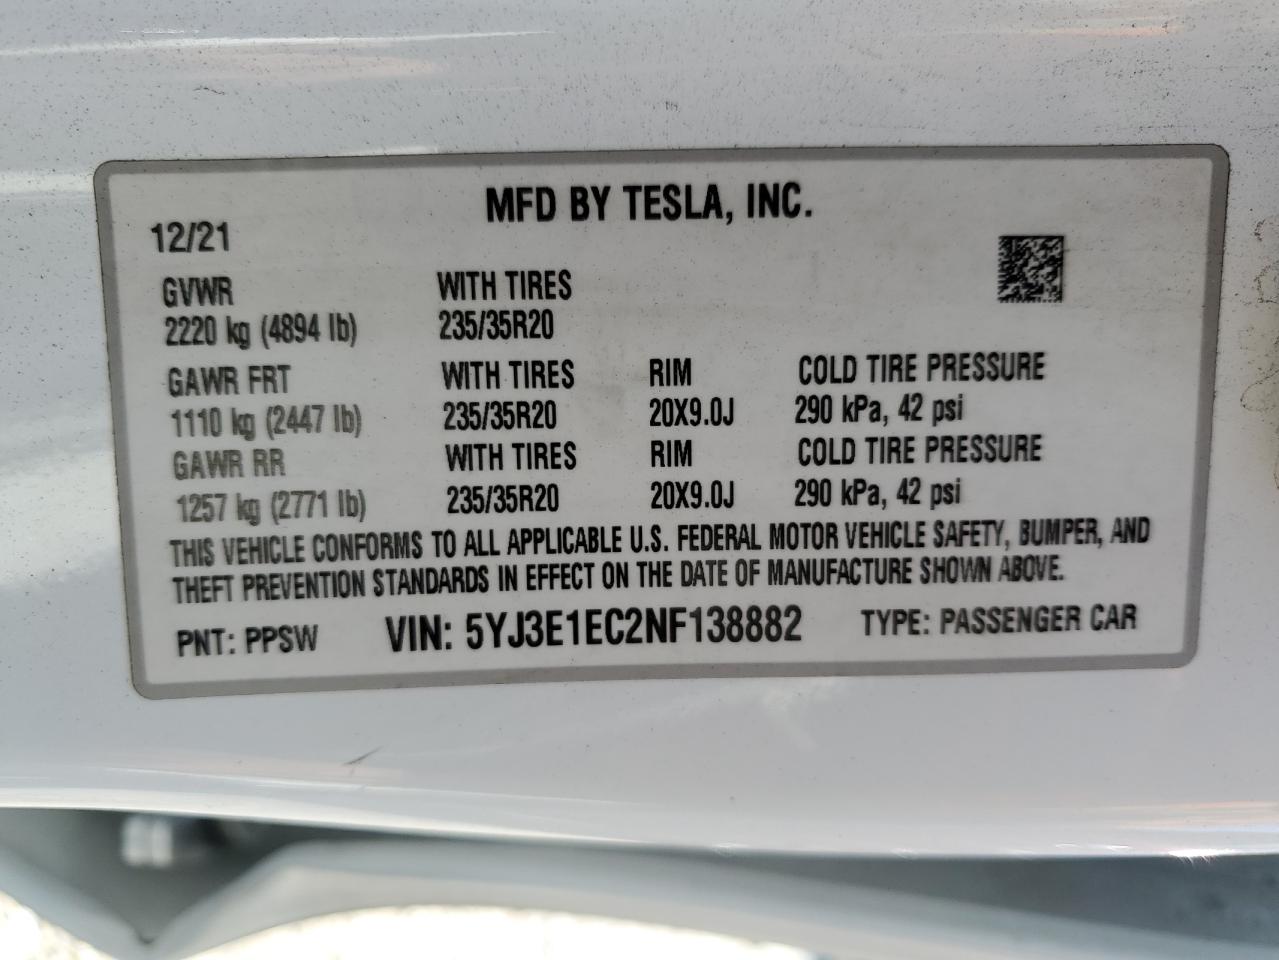 MFD BY TESLA, INC.
12/21
GVWR WITH TIRES
2220 kg (4894 lb) 235/35R20
GAWR FRT WITH TIRES RIM COLD TIRE PRESSURE
1110 kg (2447 lb) 235/35R20 20X9.0J 290 kPa, 42 psi
GAWR RR WITH TIRES RIM COLD TIRE PRESSURE
1257 kg (2771 lb) 235/35R20 20X9.0J 290 kPa, 42 psi
THIS VEHICLE CONFORMS TO ALL APPLICABLE U.S. FEDERAL MOTOR VEHICLE SAFETY, BUMPER, AND
THEFT PREVENTION STANDARDS IN EFFECT ON THE DATE OF MANUFACTURE SHOWN ABOVE.
PNT: PPSW VIN: 5YJ3E1EC2NF138882 TYPE: PASSENGER CAR